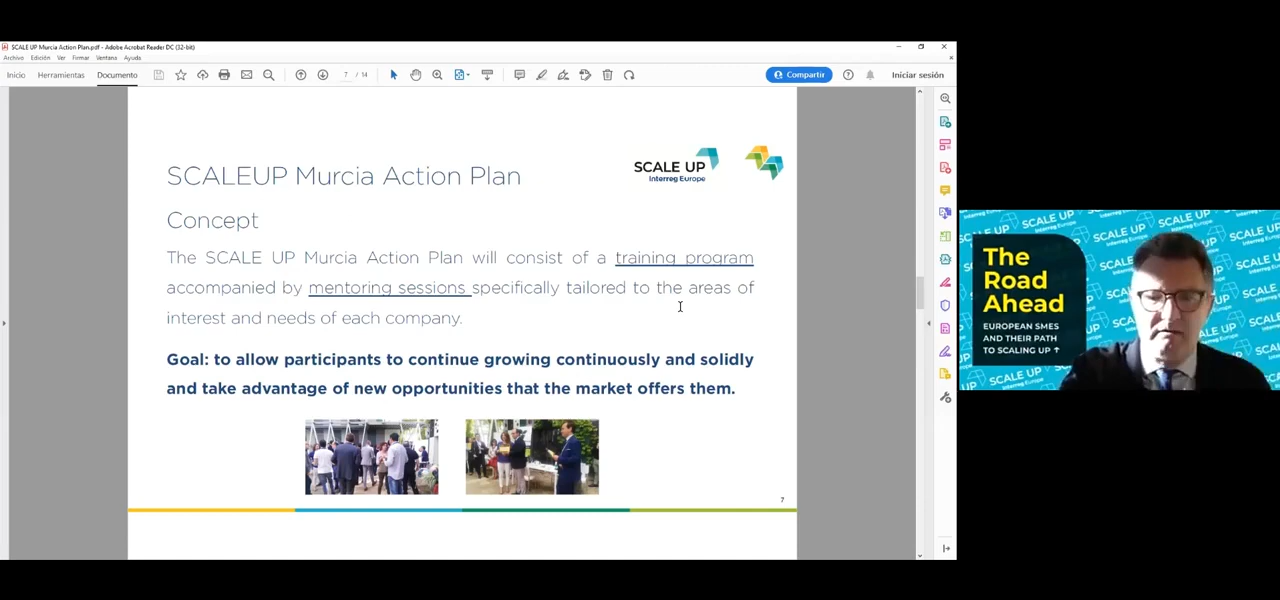 SCALE UP Murcia Action Plan.pdf - Adobe Acrobat Reader DC (32-bit)
Archivo Edición Ver Firmar Ventana Ayuda
Inicio Herramientas Documento 7 / 14 Compartir Iniciar sesión
SCALE UP
Interreg Europe
SCALEUP Murcia Action Plan
Concept
The SCALE UP Murcia Action Plan will consist of a training program
accompanied by mentoring sessions specifically tailored to the areas of
interest and needs of each company.
Goal: to allow participants to continue growing continuously and solidly
and take advantage of new opportunities that the market offers them.
7
The
Road
Ahead
EUROPEAN SMES
AND THEIR PATH
TO SCALING UP ↑
SCALE UP
Interreg Europe